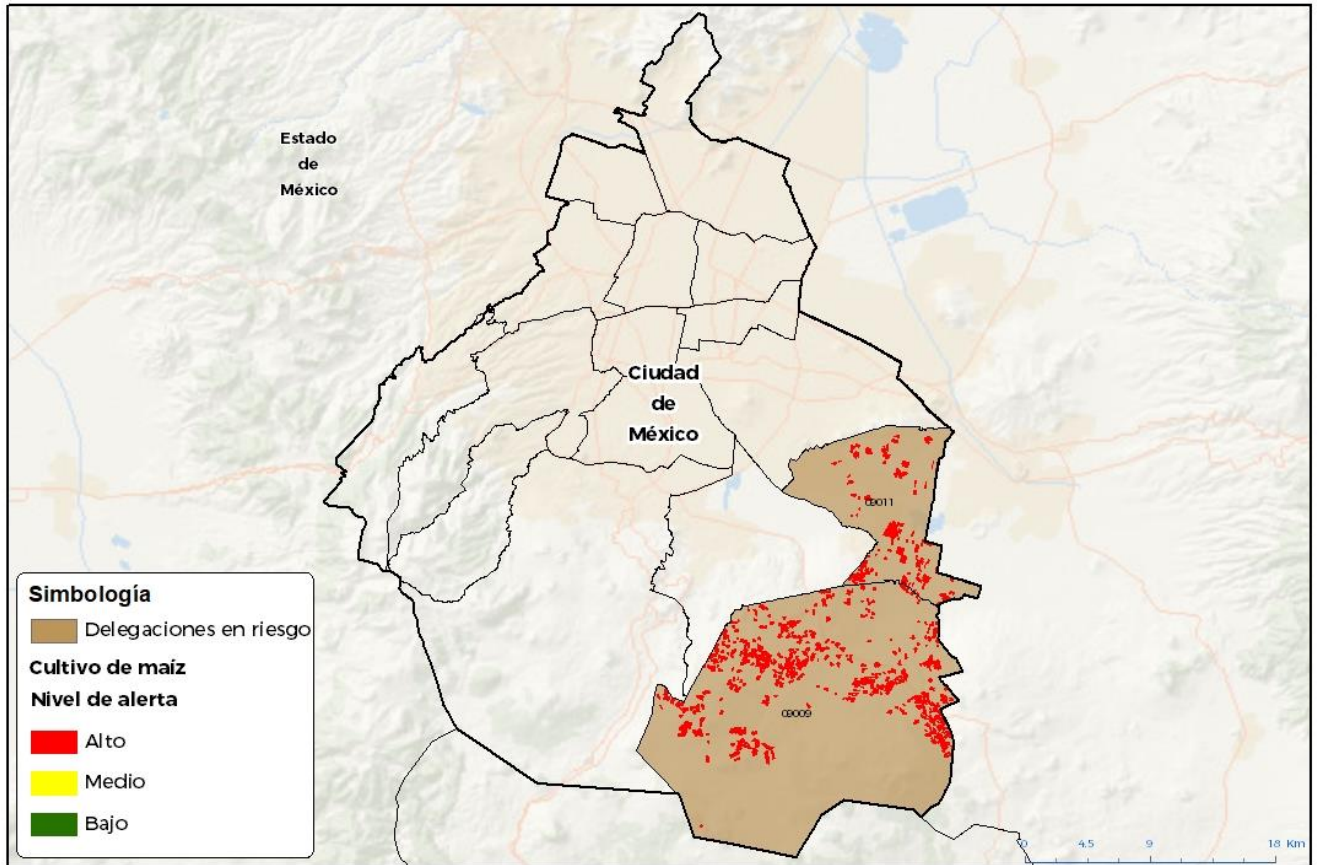 Estado
de
México
Ciudad
de
México
09011
09009
Simbología
Delegaciones en riesgo
Cultivo de maíz
Nivel de alerta
Alto
Medio
Bajo
0 4.5 9 18 Km